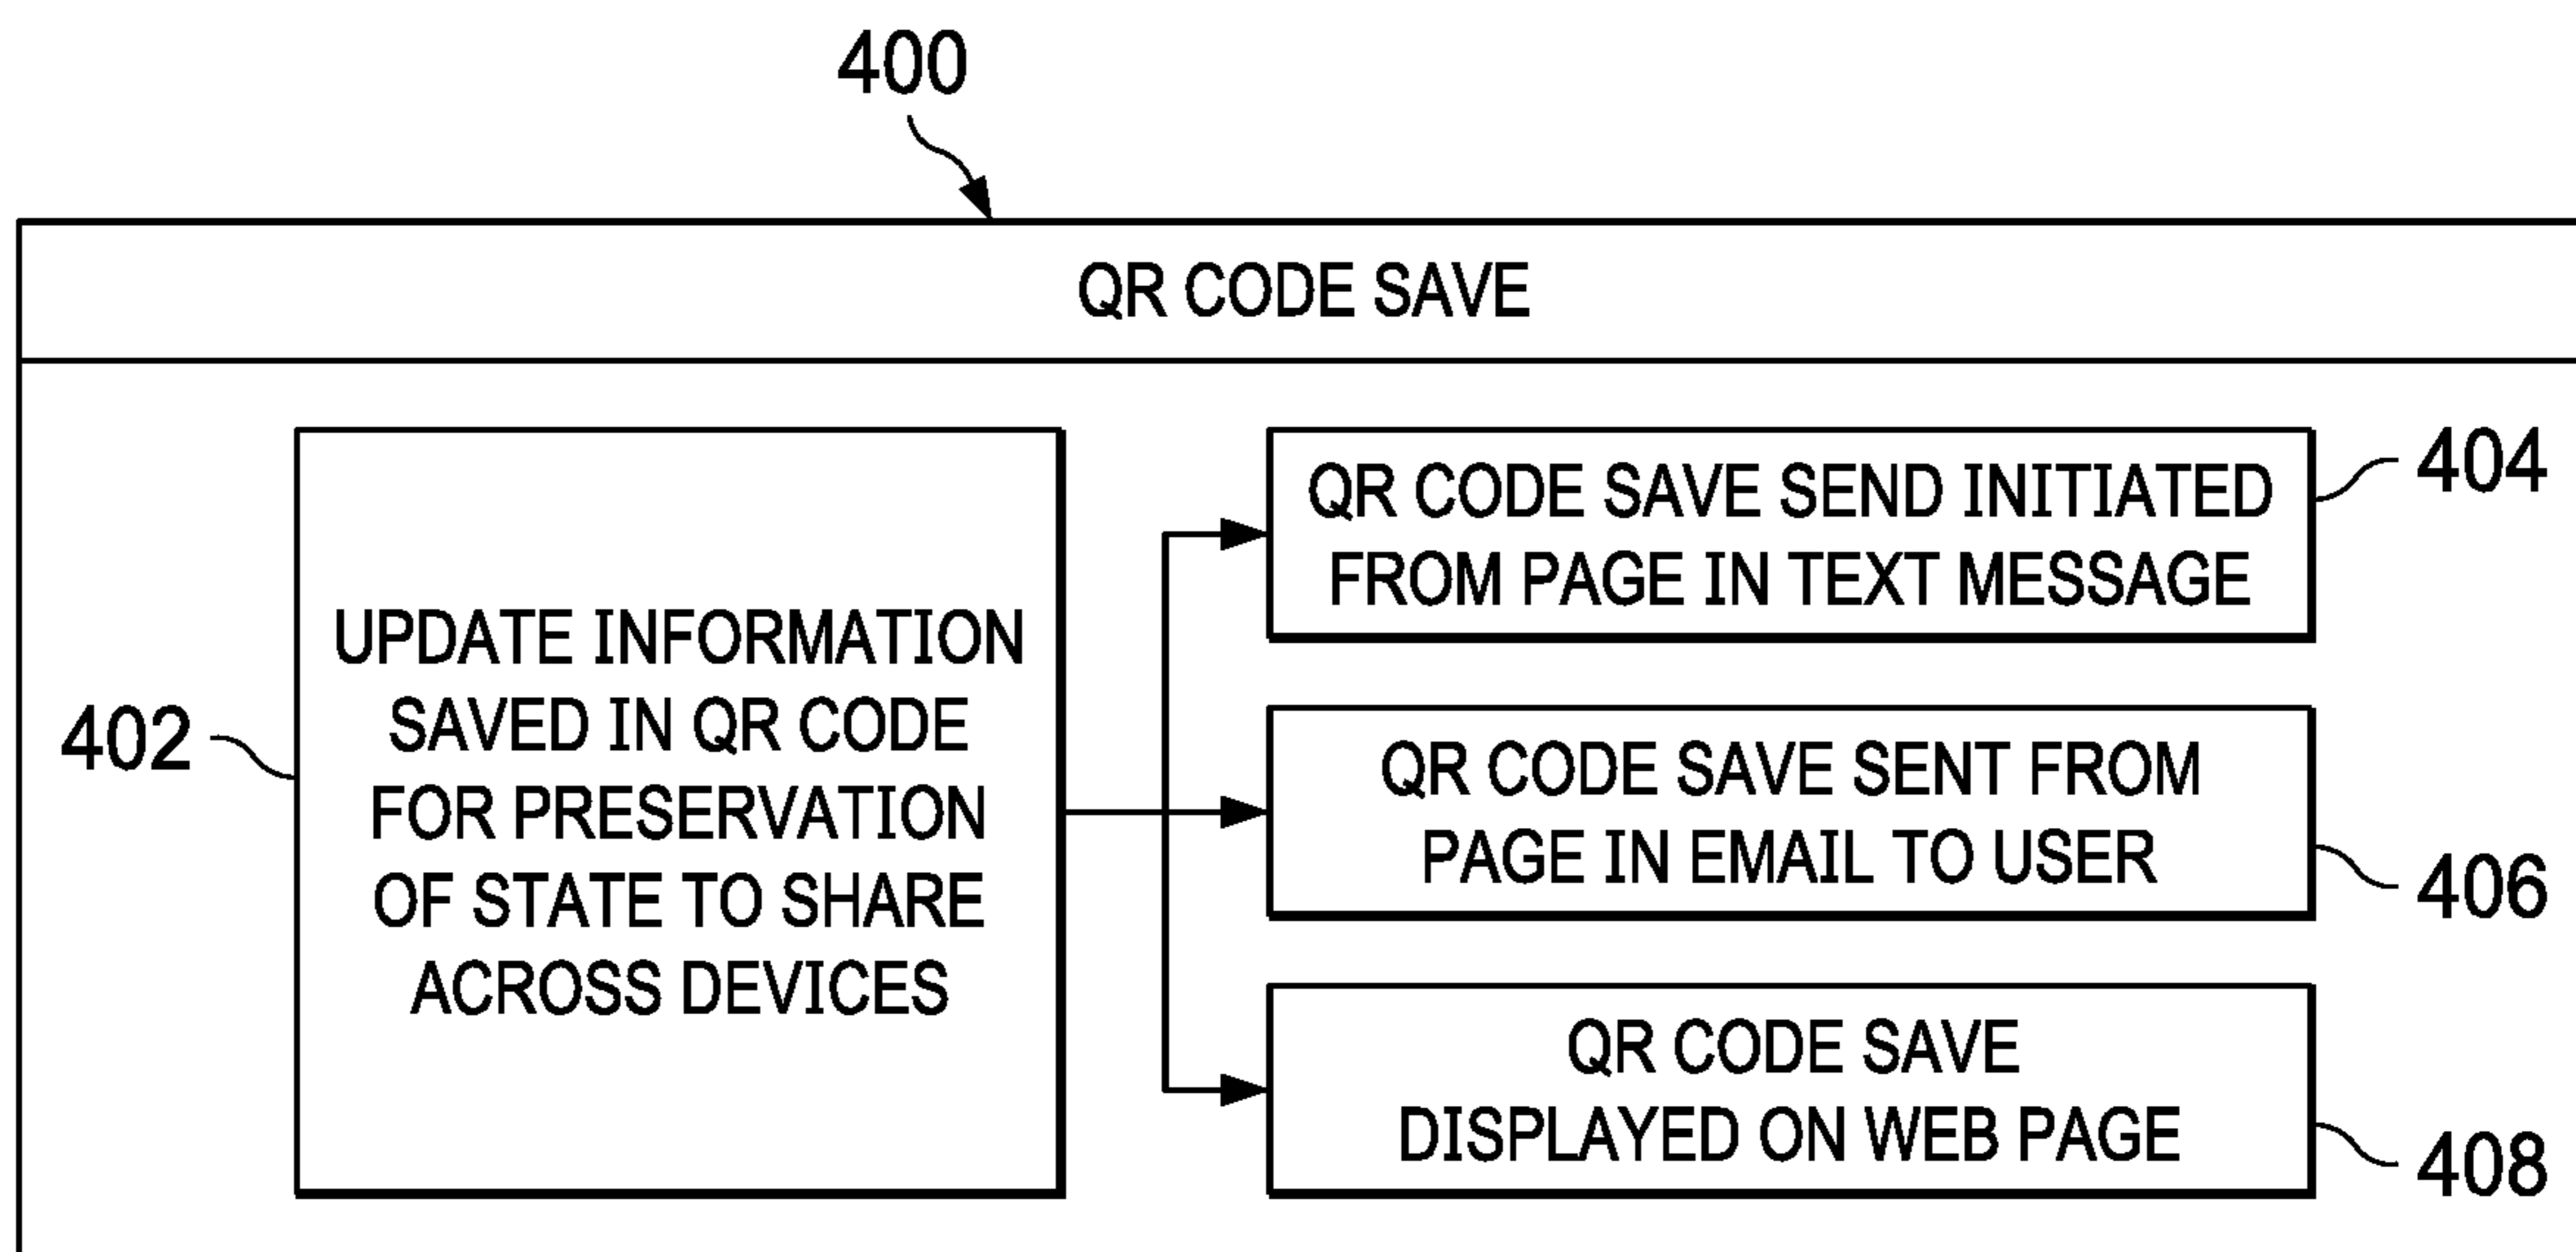 400
QR CODE SAVE
402
UPDATE INFORMATION
SAVED IN QR CODE
FOR PRESERVATION
OF STATE TO SHARE
ACROSS DEVICES
QR CODE SAVE SEND INITIATED
FROM PAGE IN TEXT MESSAGE
404
QR CODE SAVE SENT FROM
PAGE IN EMAIL TO USER
406
QR CODE SAVE
DISPLAYED ON WEB PAGE
408